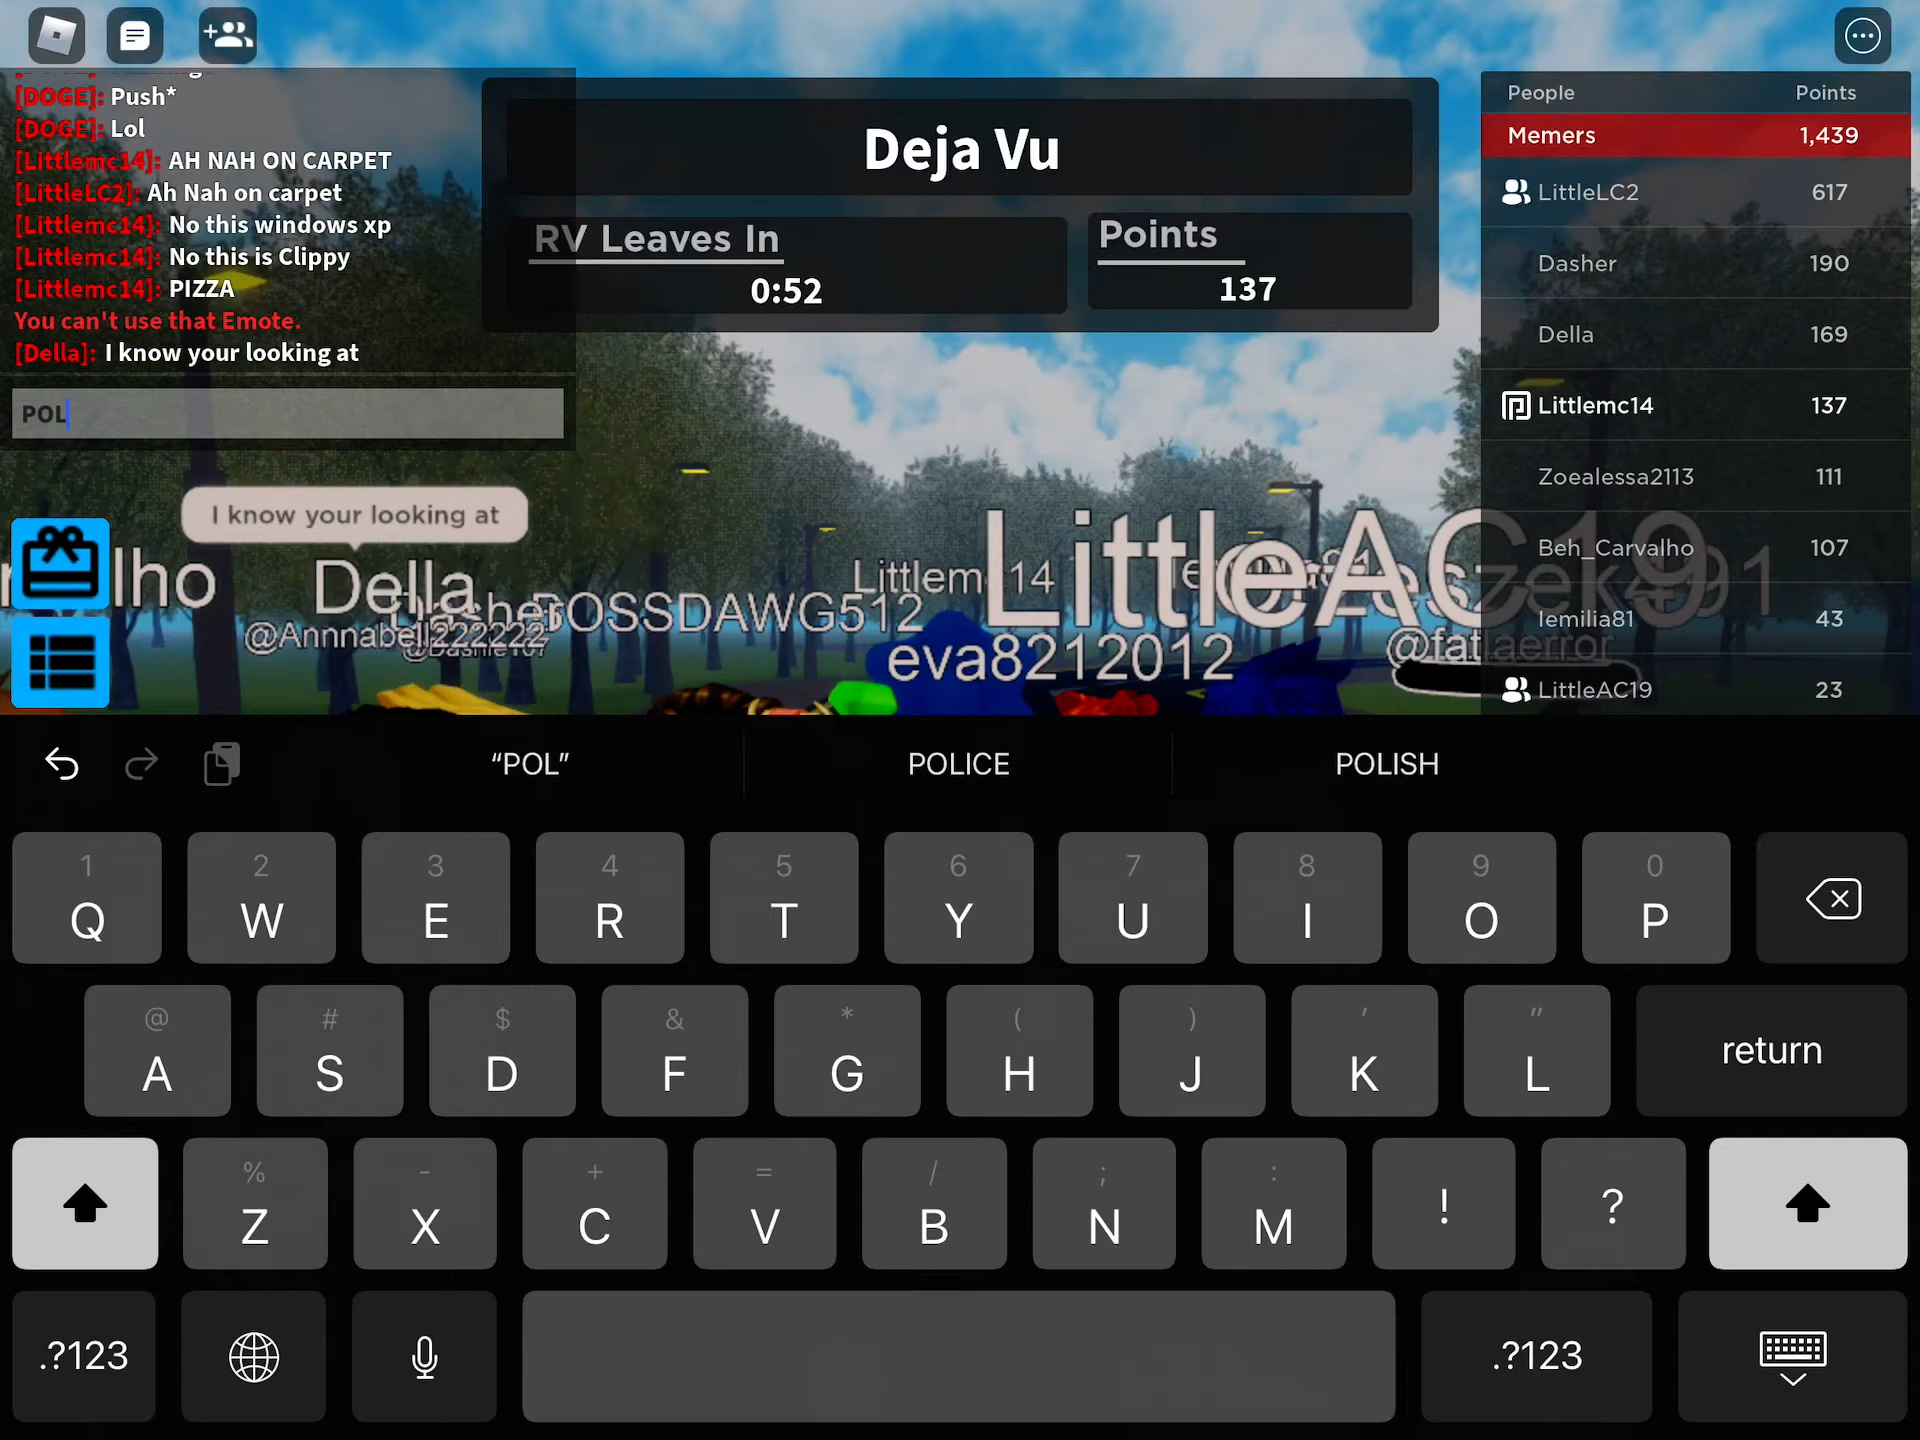 [DOGE]: Push*
[DOGE]: Lol
[Littlemc14]: AH NAH ON CARPET
[LittleLC2]: Ah Nah on carpet
[Littlemc14]: No this windows xp
[Littlemc14]: No this is Clippy
[Littlemc14]: PIZZA
You can't use that Emote.
[Della]: I know your looking at
POL
Deja Vu
RV Leaves In
0:52
Points
137
People Points
Memers 1,439
LittleLC2 617
Dasher 190
Della 169
Littlemc14 137
Zoealessa2113 111
Beh_Carvalho 107
lemilia81 43
LittleAC19 23
I know your looking at
lho
Della
Dasher
BOSSDAWG512
Littlemc14
LittleAC19
@Annnabell222222
eva8212012
“POL” POLICE POLISH
1 2 3 4 5 6 7 8 9 0
Q W E R T Y U I O P
@ # $ & * ( ) ' "
A S D F G H J K L return
% - + = / ; :
Z X C V B N M ! ?
.?123 .?123